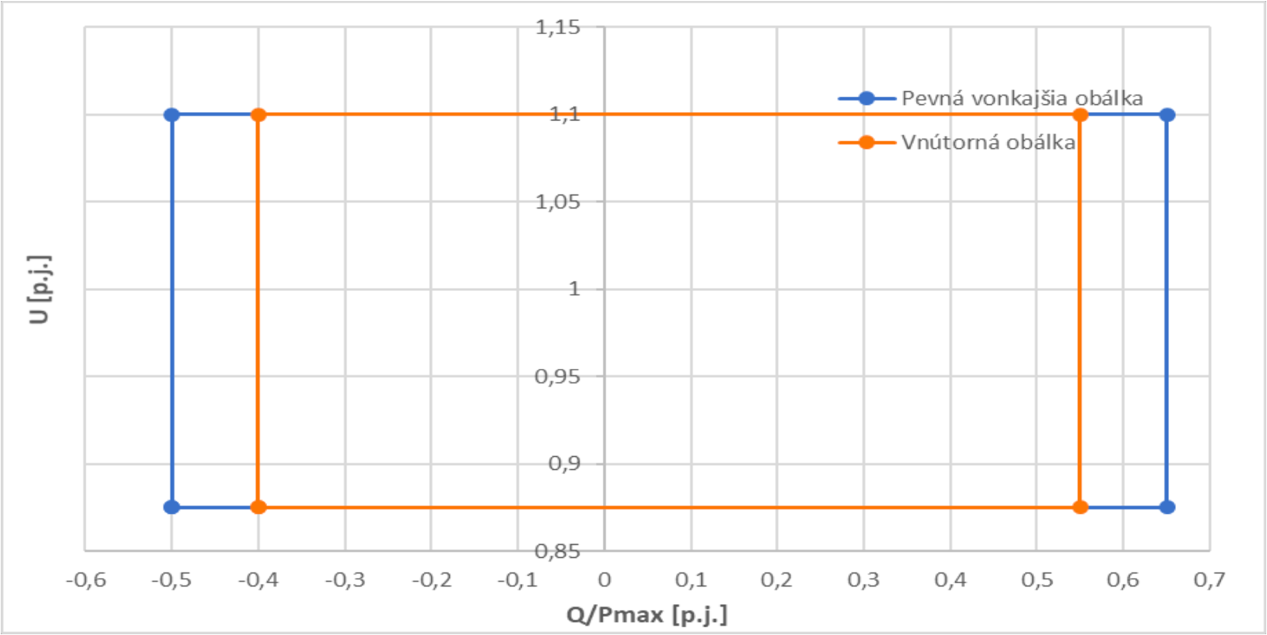 1,15
Pevná vonkajšia obálka
1,1
Vnútorná obálka
1,05
U [p.j.]
1
0,95
0,9
0,85
-0,6 -0,5 -0,4 -0,3 -0,2 -0,1 0 0,1 0,2 0,3 0,4 0,5 0,6 0,7
Q/Pmax [p.j.]